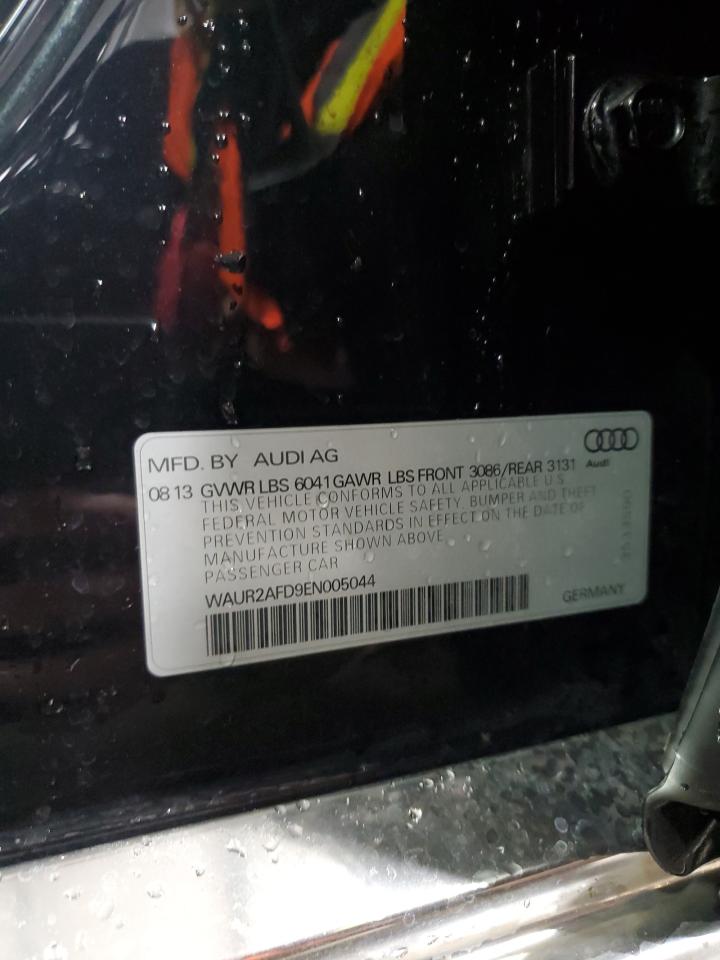 MFD. BY AUDI AG
Audi
08 13 GVWR LBS 6041 GAWR LBS FRONT 3086/REAR 3131
THIS VEHICLE CONFORMS TO ALL APPLICABLE U.S
FEDERAL MOTOR VEHICLE SAFETY, BUMPER AND THEFT
PREVENTION STANDARDS IN EFFECT ON THE DATE OF
MANUFACTURE SHOWN ABOVE
PASSENGER CAR
WAUR2AFD9EN005044
GERMANY